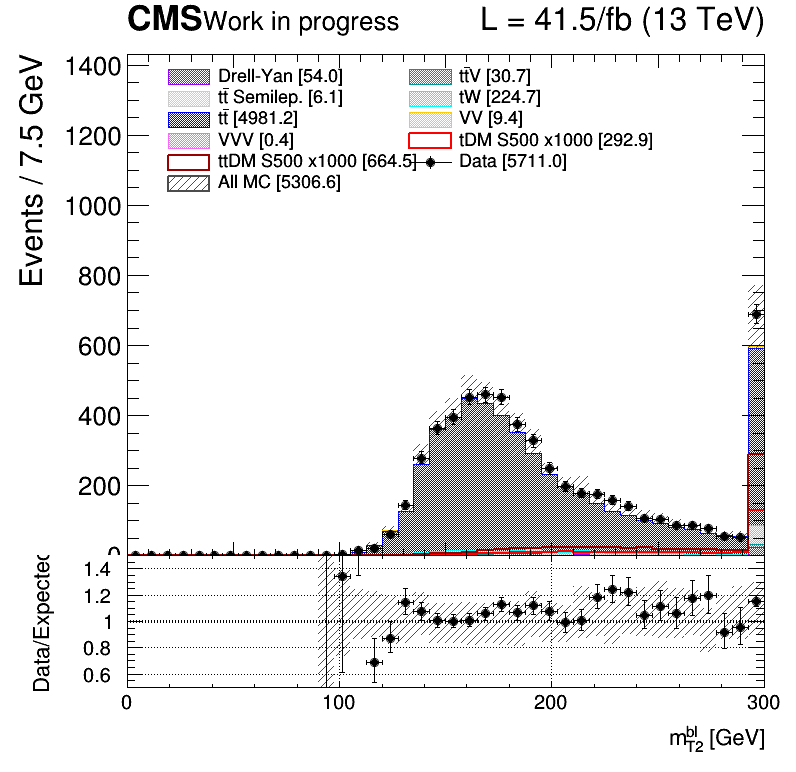 CMS Work in progress L = 41.5/fb (13 TeV)
Events / 7.5 GeV
1400
1200
1000
800
600
400
200
0
Drell-Yan [54.0]
tt̄V [30.7]
tt̄ Semilep. [6.1]
tW [224.7]
tt̄ [4981.2]
VV [9.4]
VVV [0.4]
tDM S500 x1000 [292.9]
ttDM S500 x1000 [664.5]
Data [5711.0]
All MC [5306.6]
Data/Expected
1.4
1.2
1
0.8
0.6
0 100 200 300
m_T2^bl [GeV]